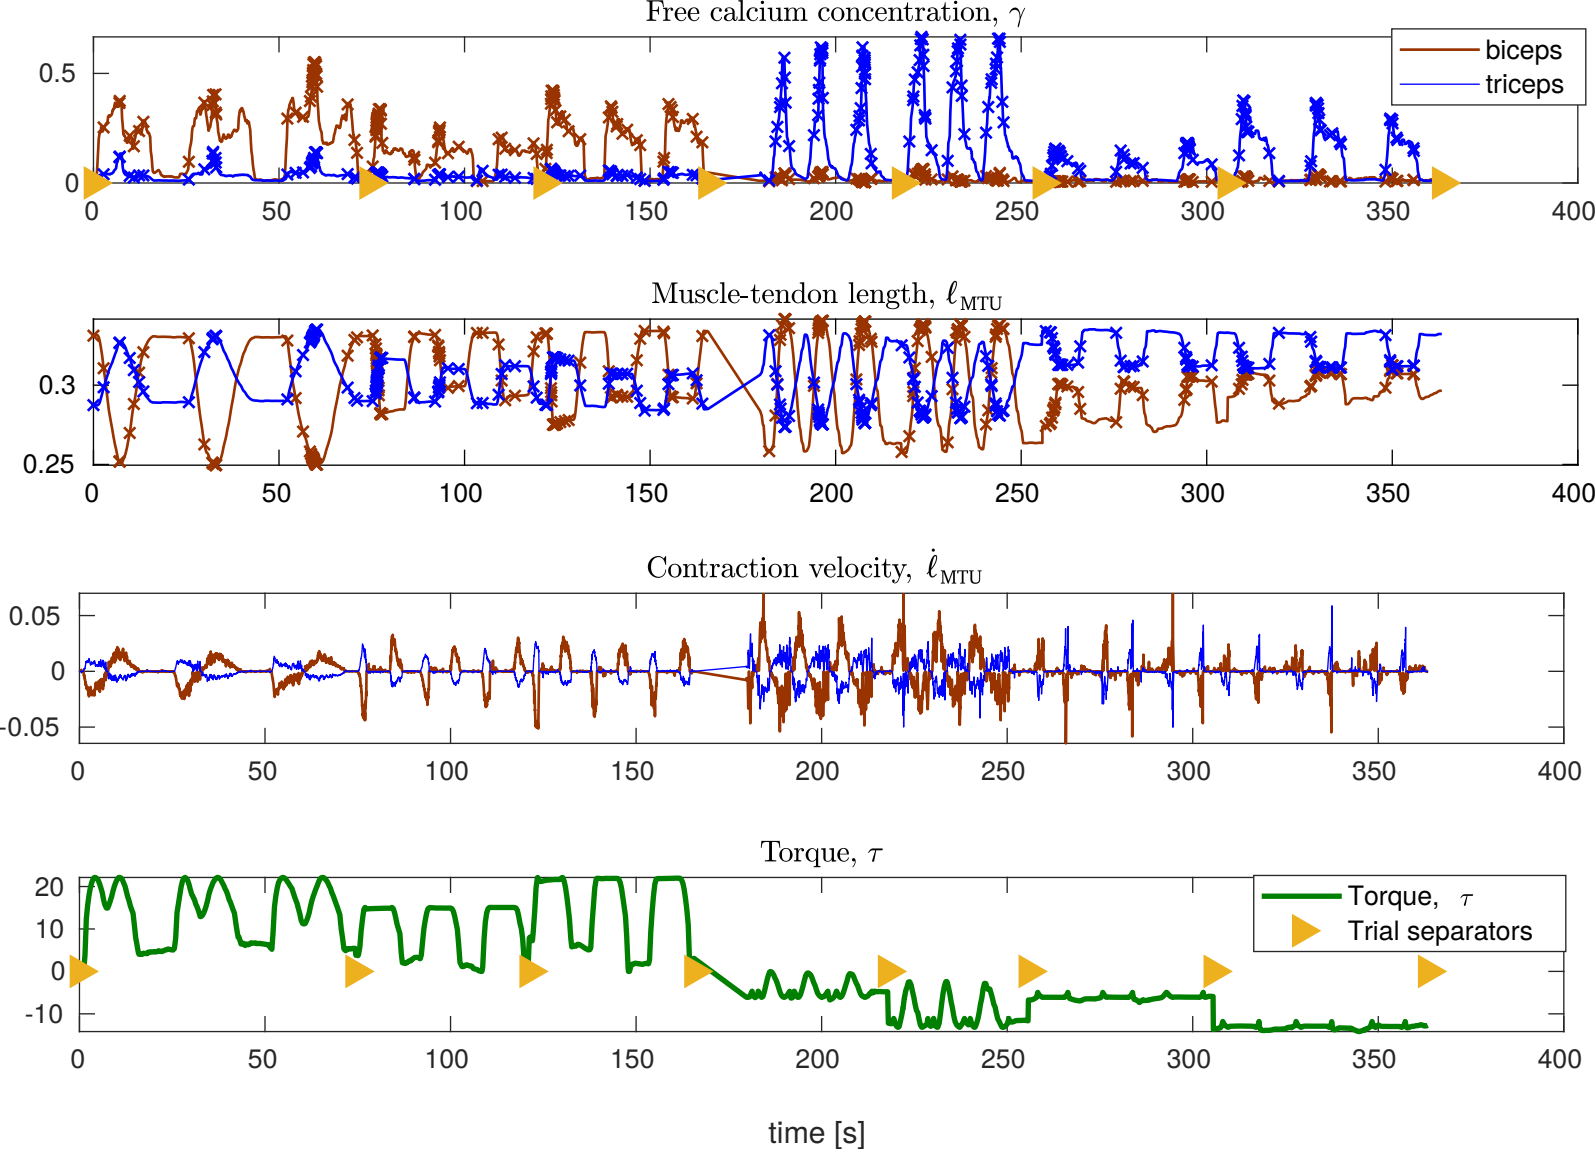 Free calcium concentration, γ
biceps
triceps
0.5
0
0 50 100 150 200 250 300 350 400
Muscle-tendon length, ℓMTU
0.3
0.25
0 50 100 150 200 250 300 350 400
Contraction velocity, ℓ̇MTU
0.05
0
-0.05
0 50 100 150 200 250 300 350 400
Torque, τ
20
10
0
-10
Torque, τ
Trial separators
0 50 100 150 200 250 300 350 400
time [s]